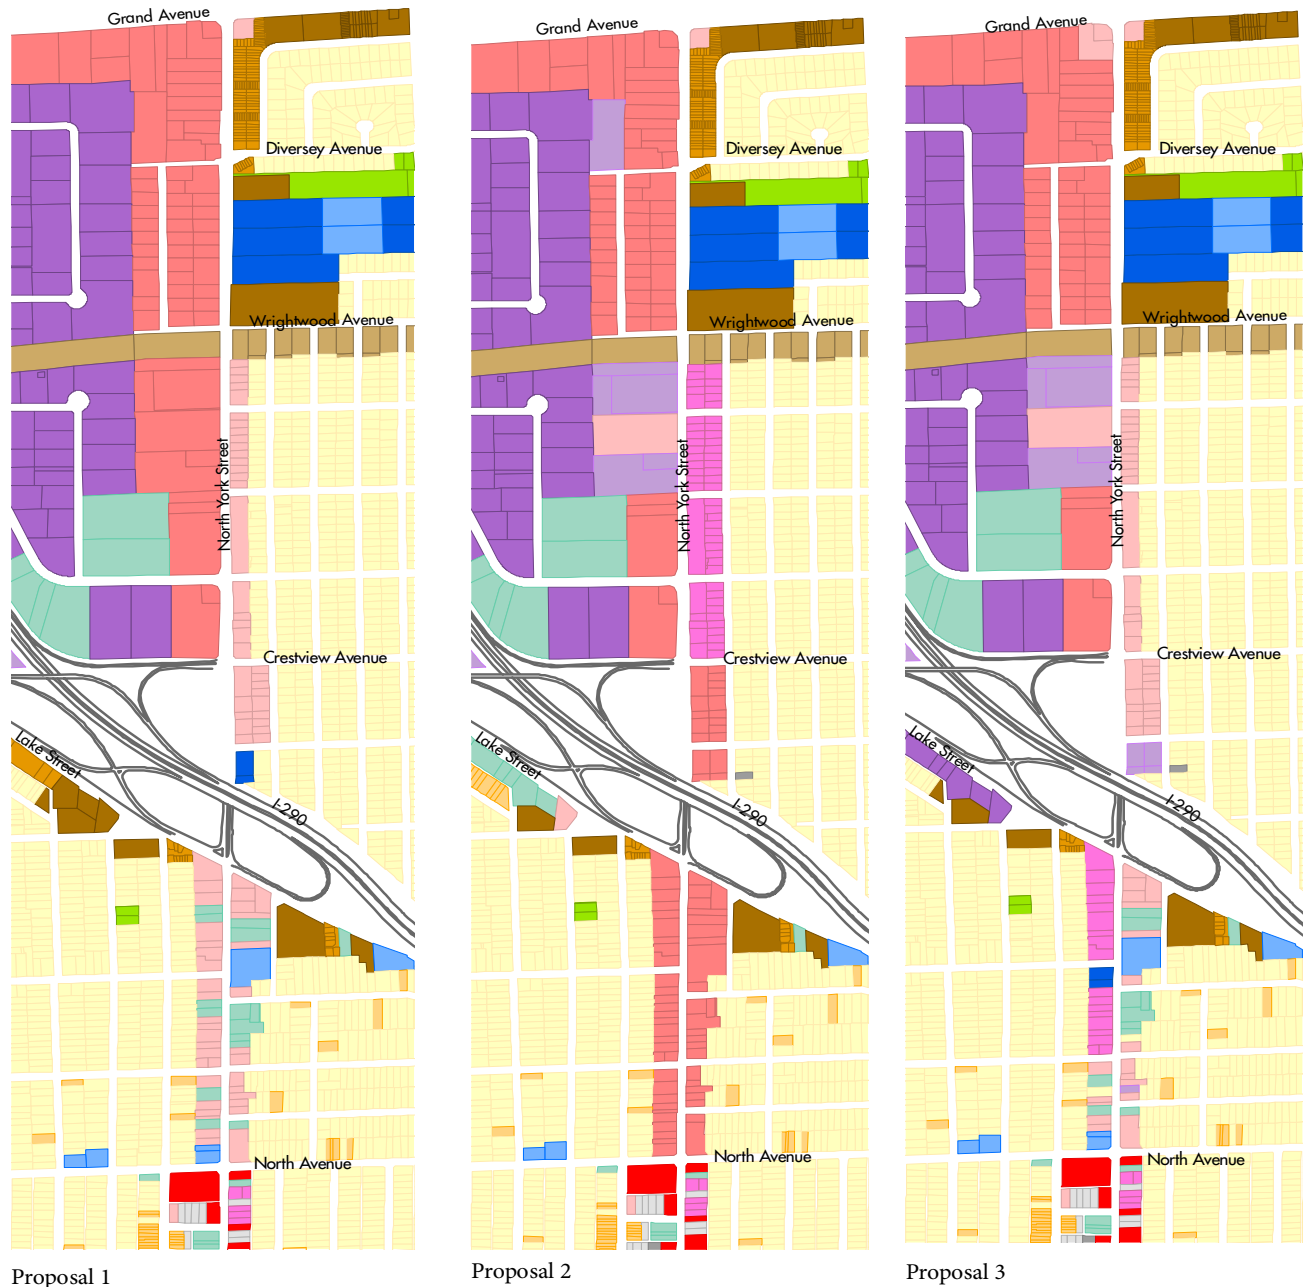 Grand Avenue
Diversey Avenue
Wrightwood Avenue
North York Street
Crestview Avenue
Lake Street
I-290
North Avenue
Proposal 1
Grand Avenue
Diversey Avenue
Wrightwood Avenue
North York Street
Crestview Avenue
Lake Street
I-290
North Avenue
Proposal 2
Grand Avenue
Diversey Avenue
Wrightwood Avenue
North York Street
Crestview Avenue
Lake Street
I-290
North Avenue
Proposal 3